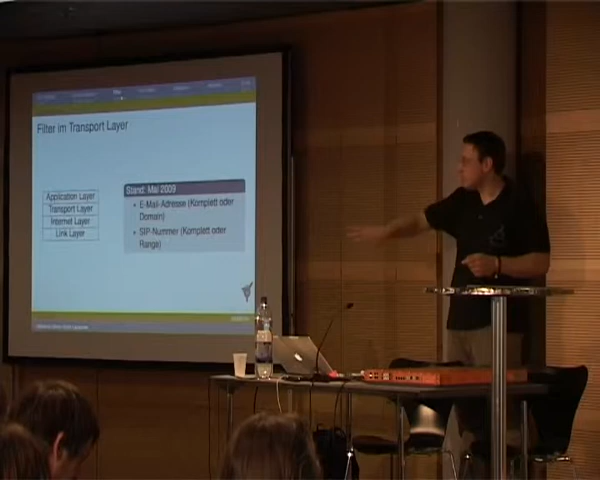 Filter im Transport Layer
Application Layer
Transport Layer
Internet Layer
Link Layer
Stand: Mai 2009
• E-Mail-Adresse (Komplett oder
Domain)
• SIP-Nummer (Komplett oder
Range)